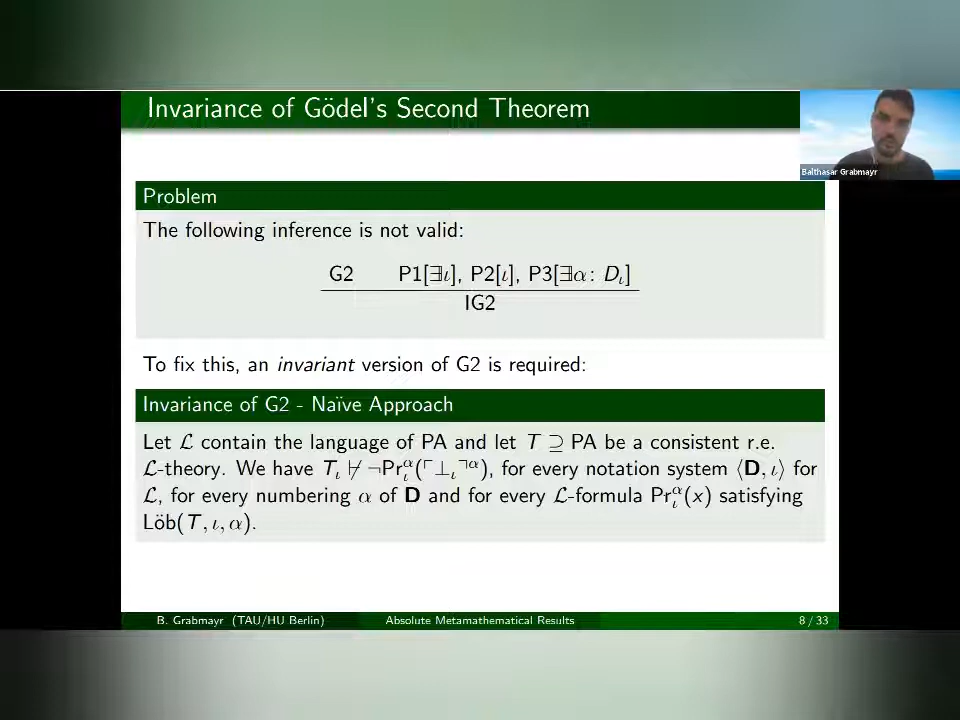 Invariance of Gödel's Second Theorem
Balthasar Grabmayr
Problem
The following inference is not valid:
G2 P1[∃ι], P2[ι], P3[∃α: Dι]
IG2
To fix this, an invariant version of G2 is required:
Invariance of G2 - Naïve Approach
Let ℒ contain the language of PA and let T ⊇ PA be a consistent r.e.
ℒ-theory. We have Tι ⊬ ¬Prια(⌜⊥ι⌝α), for every notation system ⟨D, ι⟩ for
ℒ, for every numbering α of D and for every ℒ-formula Prια(x) satisfying
Löb(T, ι, α).
B. Grabmayr (TAU/HU Berlin) Absolute Metamathematical Results 8 / 33